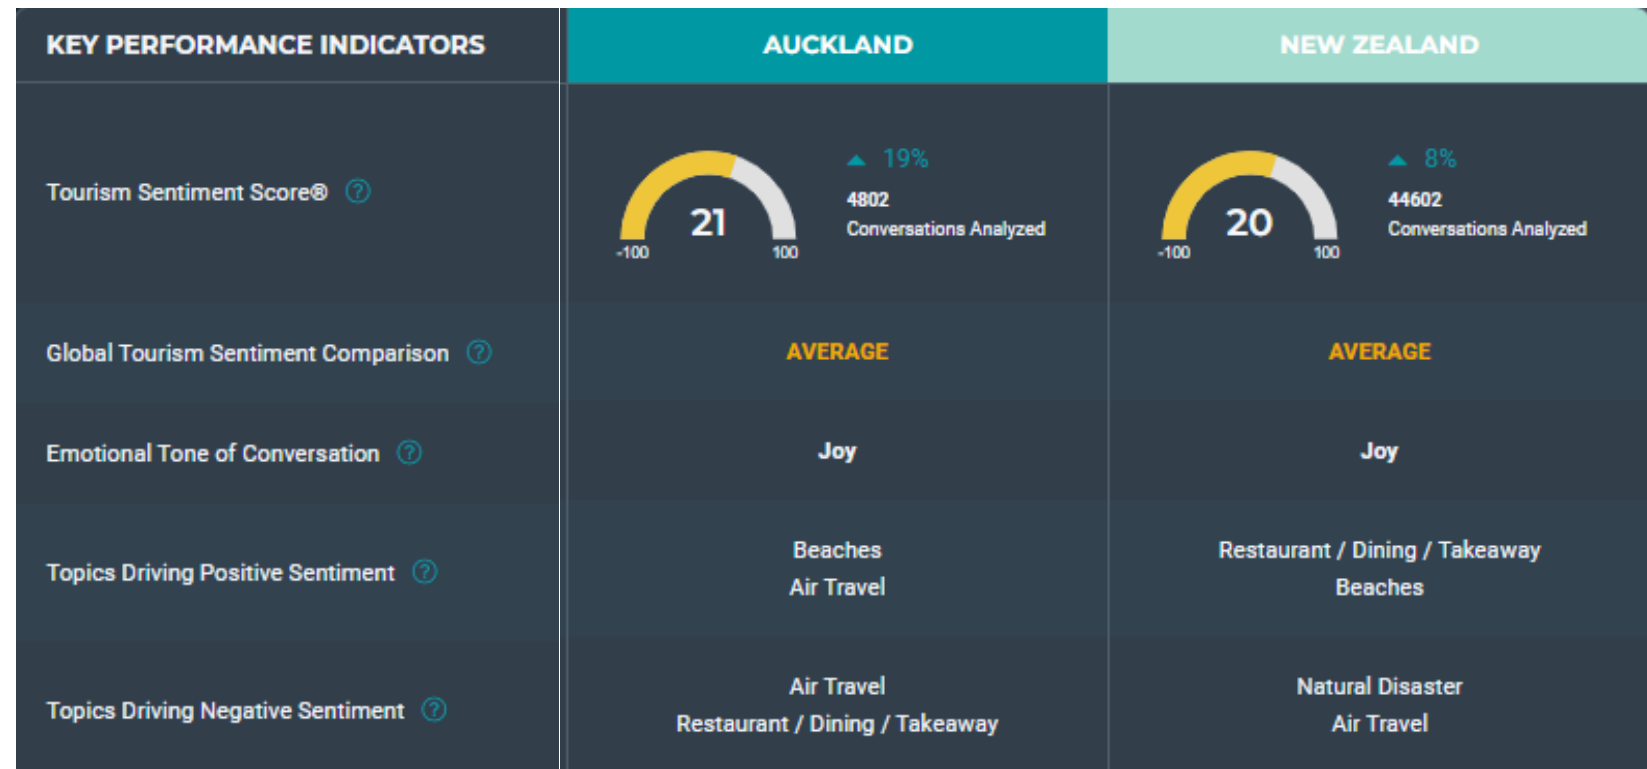 KEY PERFORMANCE INDICATORS
AUCKLAND
NEW ZEALAND
Tourism Sentiment Score® ?
21
-100
100
▲ 19%
4802
Conversations Analyzed
20
-100
100
▲ 8%
44602
Conversations Analyzed
Global Tourism Sentiment Comparison ?
AVERAGE
AVERAGE
Emotional Tone of Conversation ?
Joy
Joy
Topics Driving Positive Sentiment ?
Beaches
Air Travel
Restaurant / Dining / Takeaway
Beaches
Topics Driving Negative Sentiment ?
Air Travel
Restaurant / Dining / Takeaway
Natural Disaster
Air Travel